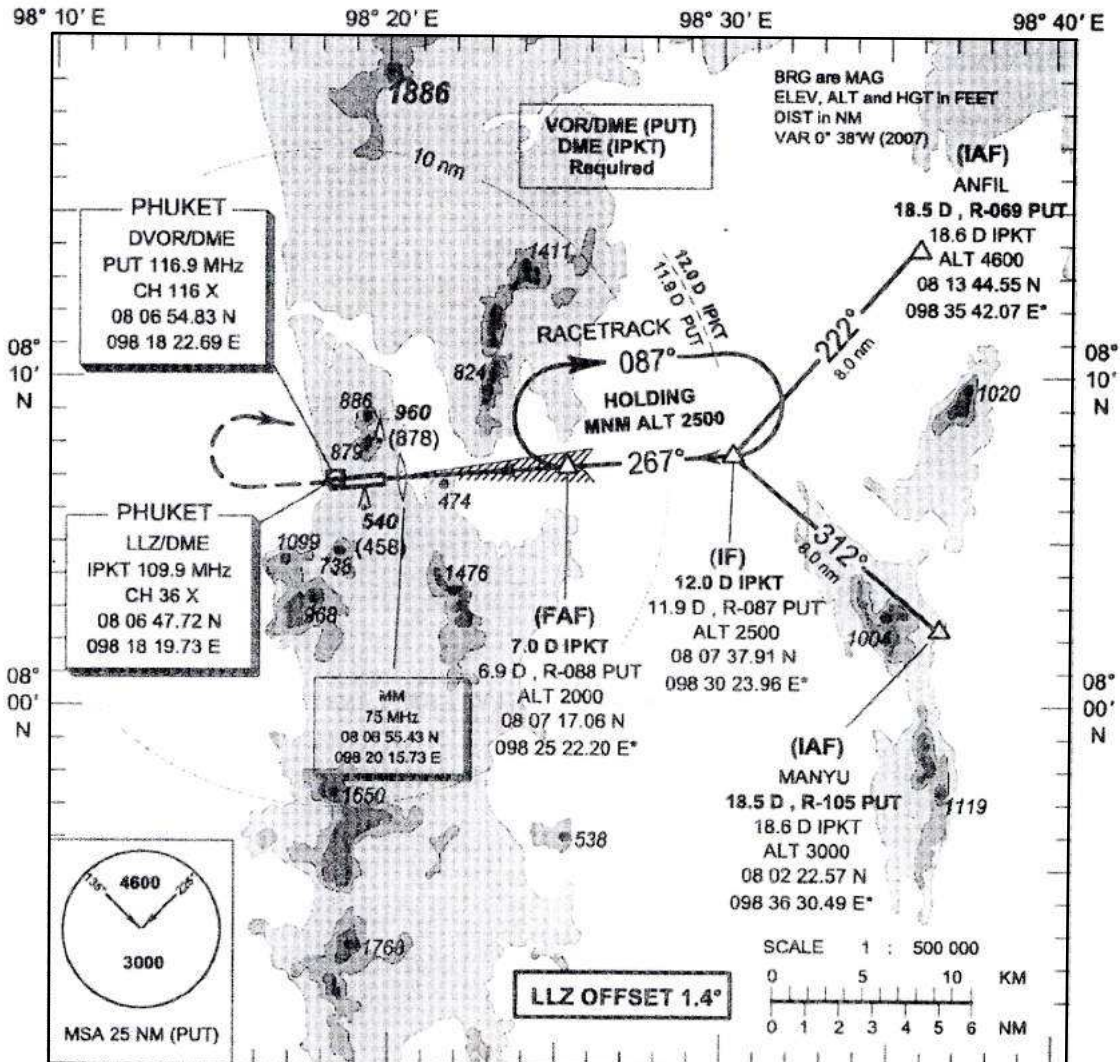 98° 10′ E
98° 20′ E
98° 30′ E
98° 40′ E
1886
10 nm
VOR/DME (PUT)
DME (IPKT)
Required
BRG are MAG
ELEV, ALT and HGT in FEET
DIST in NM
VAR 0° 38'W (2007)
(IAF)
ANFIL
18.5 D , R-069 PUT
18.6 D IPKT
ALT 4600
08 13 44.55 N
098 35 42.07 E*
PHUKET
DVOR/DME
PUT 116.9 MHz
CH 116 X
08 06 54.83 N
098 18 22.69 E
1411
12.0 D IPKT
11.9 D PUT
RACETRACK
087°
HOLDING
MNM ALT 2500
222°
8.0 nm
08°
10′
N
08°
10'
N
824
1020
886
960
(878)
879
267°
474
PHUKET
LLZ/DME
IPKT 109.9 MHz
CH 36 X
08 06 47.72 N
098 18 19.73 E
540
(458)
1099
738
968
1476
312°
8.0 nm
1004
(FAF)
7.0 D IPKT
6.9 D , R-088 PUT
ALT 2000
08 07 17.06 N
098 25 22.20 E*
(IF)
12.0 D IPKT
11.9 D , R-087 PUT
ALT 2500
08 07 37.91 N
098 30 23.96 E*
MM
75 MHz
08 08 55.43 N
098 20 15.73 E
08°
00′
N
08°
00'
N
(IAF)
MANYU
18.5 D , R-105 PUT
18.6 D IPKT
ALT 3000
08 02 22.57 N
098 36 30.49 E*
1650
538
1119
135°
4600
225°
3000
MSA 25 NM (PUT)
1760
LLZ OFFSET 1.4°
SCALE 1 : 500 000
0 5 10 KM
0 1 2 3 4 5 6 NM